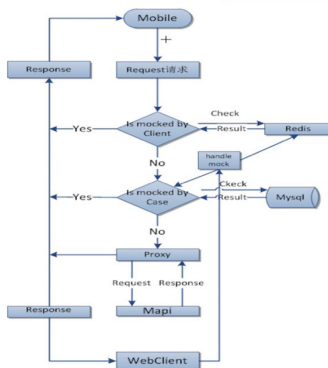 Mobile
Request请求
Response
Is mocked by
Client
Check
Result
Redis
Yes
No
handle
mock
Is mocked by
Case
Ckeck
Result
Mysql
Yes
No
Proxy
Request
Response
Response
Mapi
WebClient